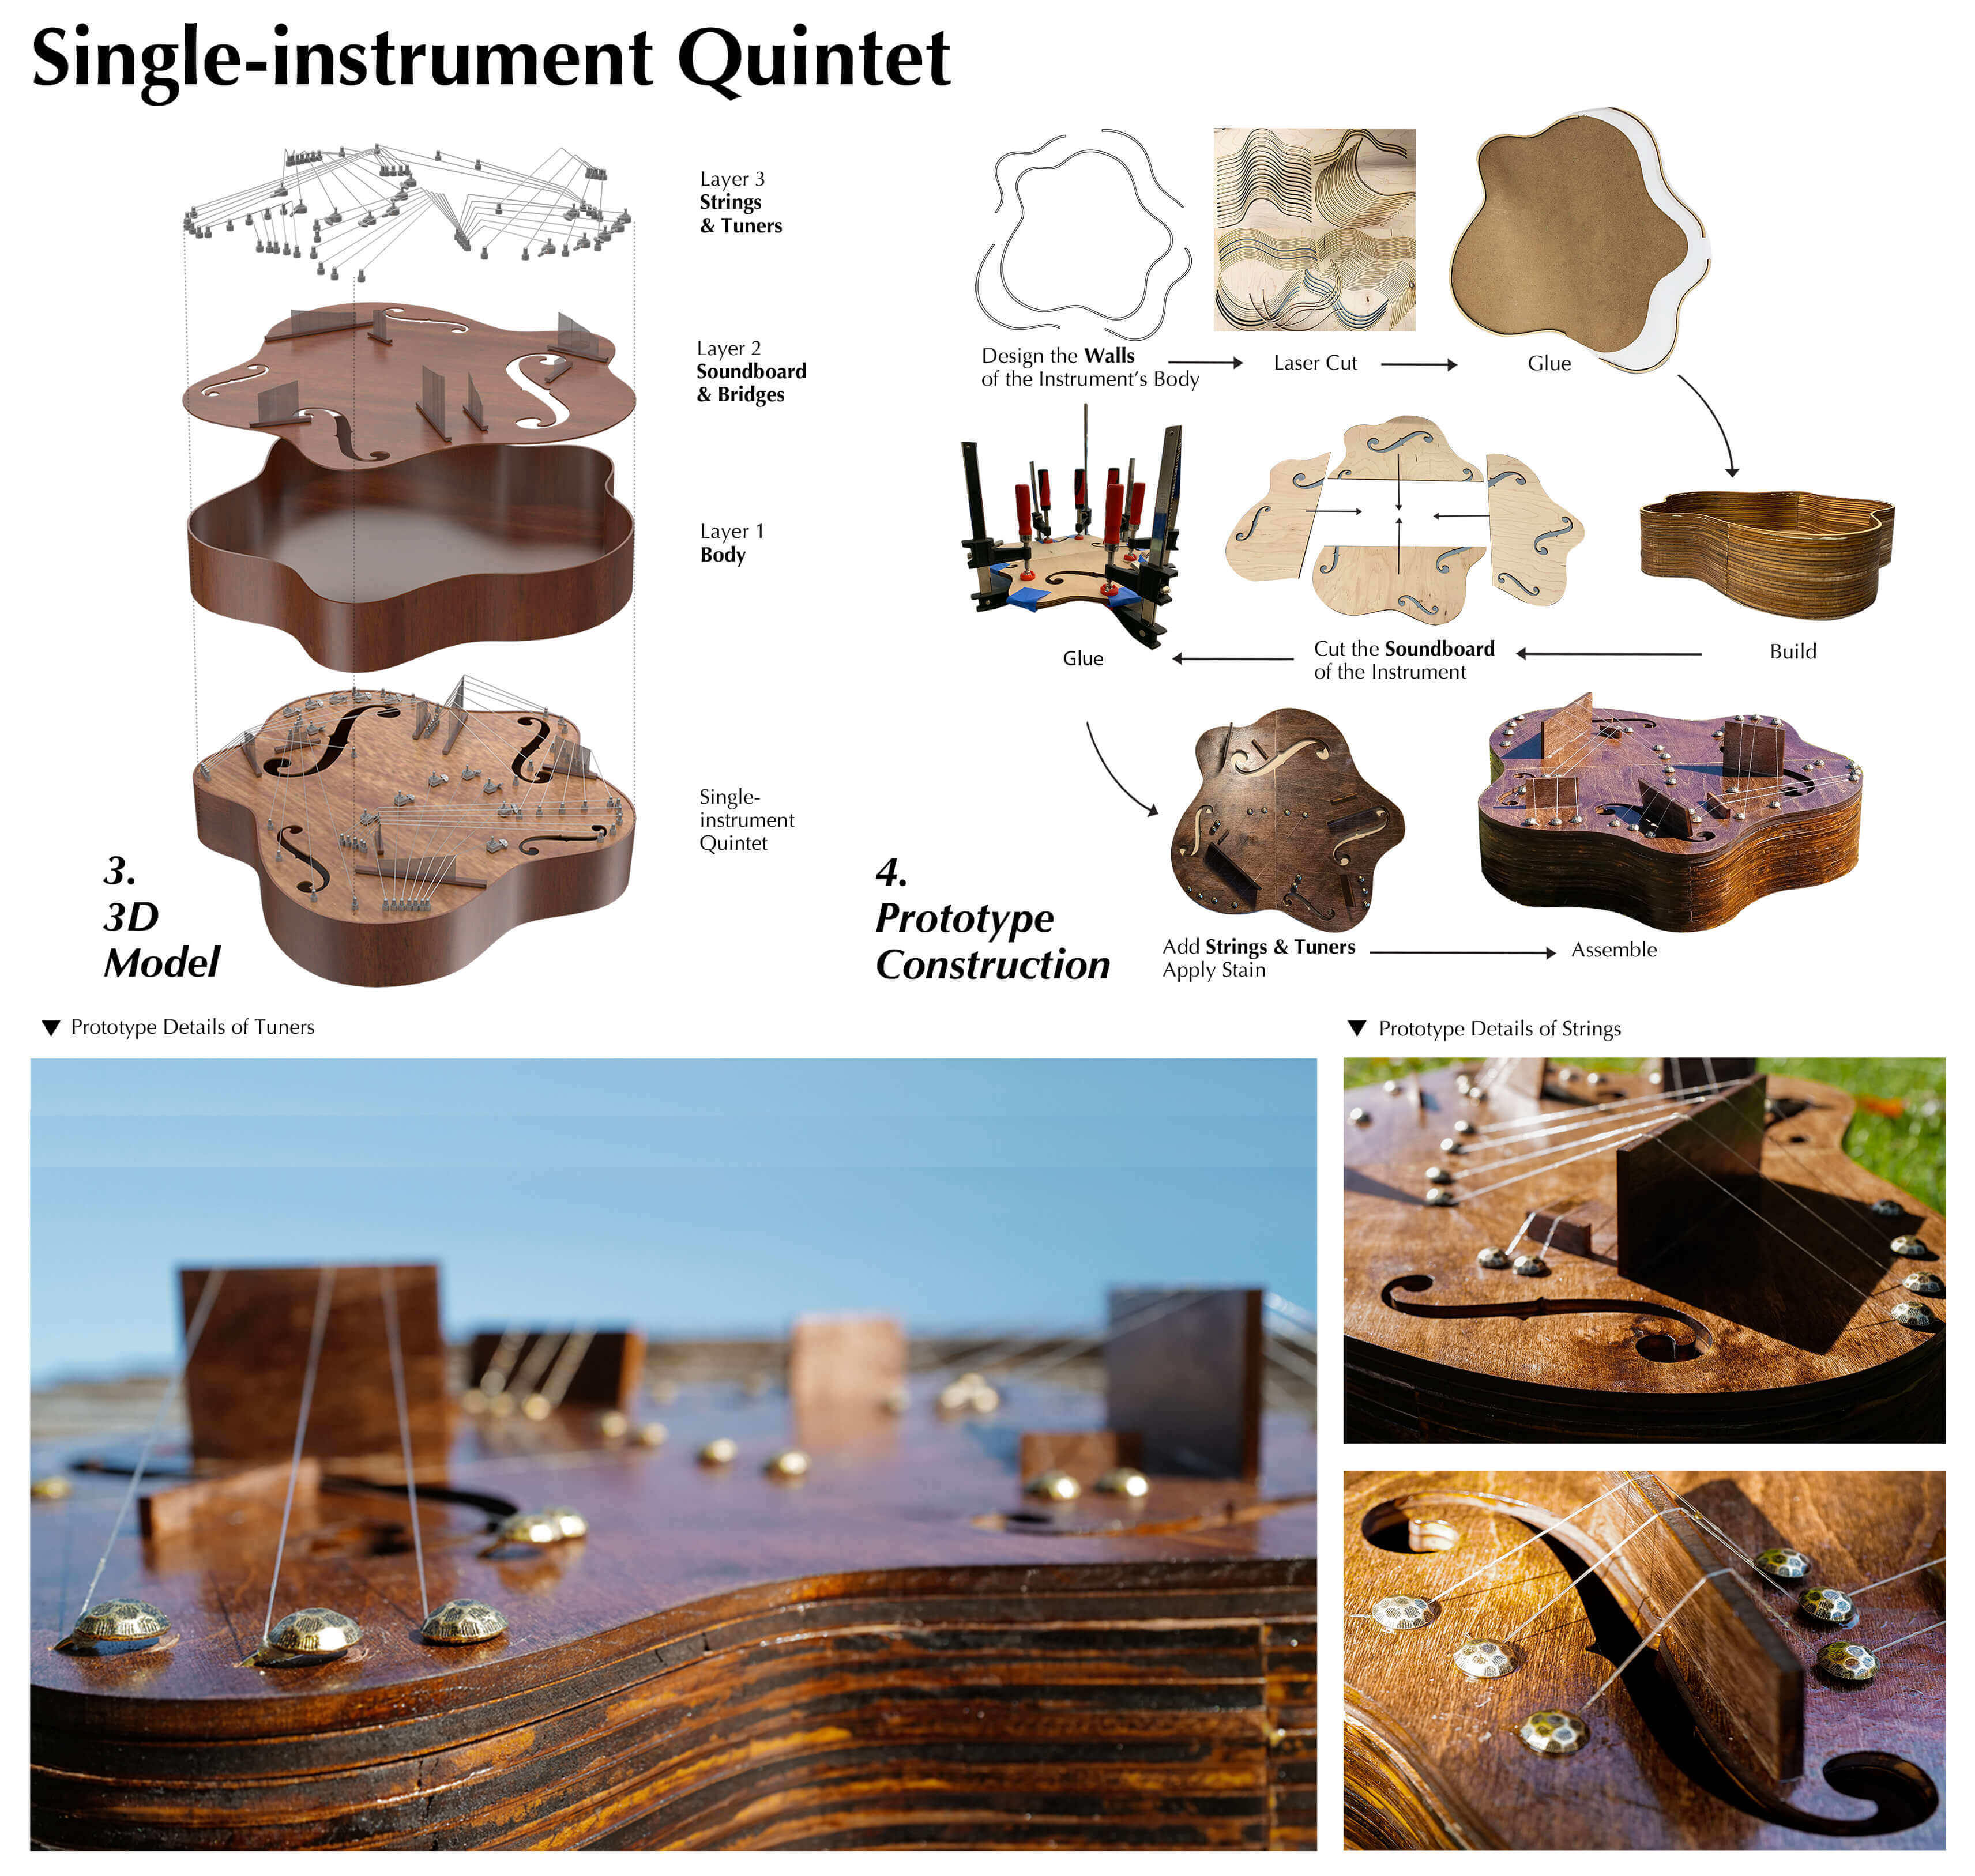 Single-instrument Quintet
Layer 3
Strings
& Tuners
Layer 2
Soundboard
& Bridges
Layer 1
Body
Single-
instrument
Quintet
3.
3D
Model
Design the Walls
of the Instrument's Body
Laser Cut
Glue
Build
Cut the Soundboard
of the Instrument
Glue
Add Strings & Tuners
Apply Stain
Assemble
4.
Prototype
Construction
▼ Prototype Details of Tuners
▼ Prototype Details of Strings